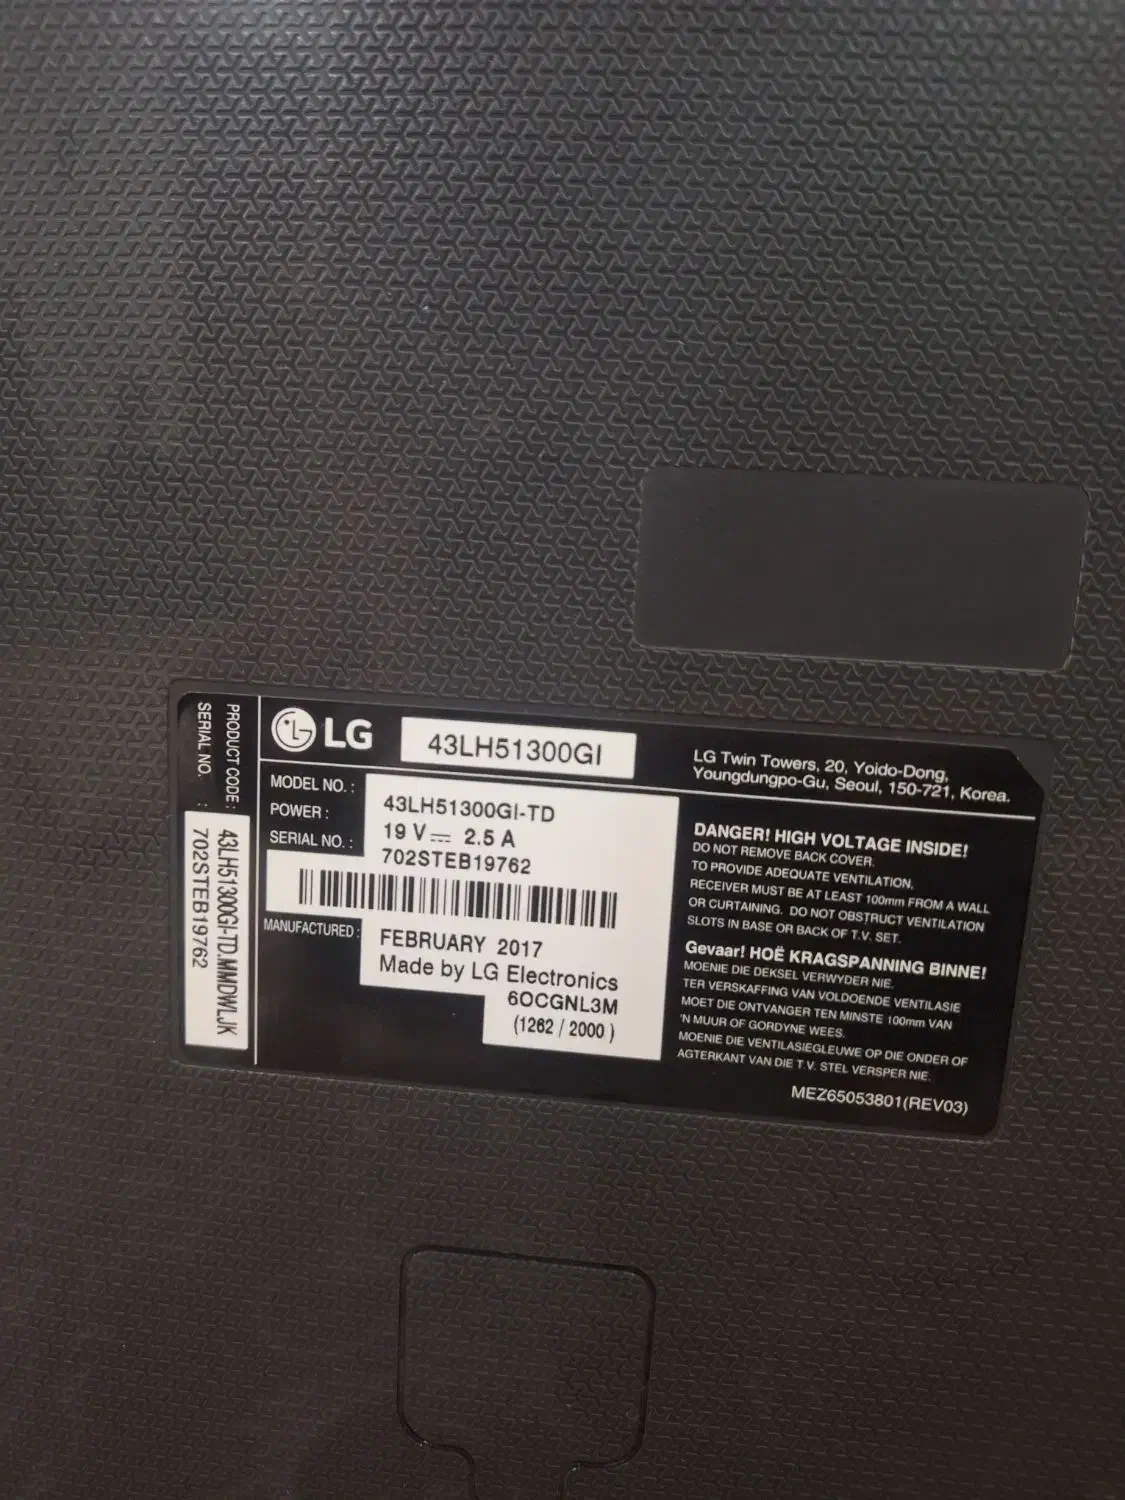 LG
43LH51300GI
LG Twin Towers, 20, Yoido-Dong,
Youngdungpo-Gu, Seoul, 150-721, Korea.
PRODUCT CODE : 43LH51300GI-TD.MMDWLJK
SERIAL NO. : 702STEB19762
MODEL NO. : 43LH51300GI-TD
POWER : 19 V ⎓ 2.5 A
SERIAL NO. : 702STEB19762
MANUFACTURED : FEBRUARY 2017
Made by LG Electronics
6OCGNL3M
(1262 / 2000 )
DANGER! HIGH VOLTAGE INSIDE!
DO NOT REMOVE BACK COVER.
TO PROVIDE ADEQUATE VENTILATION,
RECEIVER MUST BE AT LEAST 100mm FROM A WALL
OR CURTAINING. DO NOT OBSTRUCT VENTILATION
SLOTS IN BASE OR BACK OF T.V. SET.
Gevaar! HOË KRAGSPANNING BINNE!
MOENIE DIE DEKSEL VERWYDER NIE.
TER VERSKAFFING VAN VOLDOENDE VENTILASIE
MOET DIE ONTVANGER TEN MINSTE 100mm VAN
'N MUUR OF GORDYNE WEES.
MOENIE DIE VENTILASIEGLEUWE OP DIE ONDER OF
AGTERKANT VAN DIE T.V. STEL VERSPER NIE.
MEZ65053801(REV03)